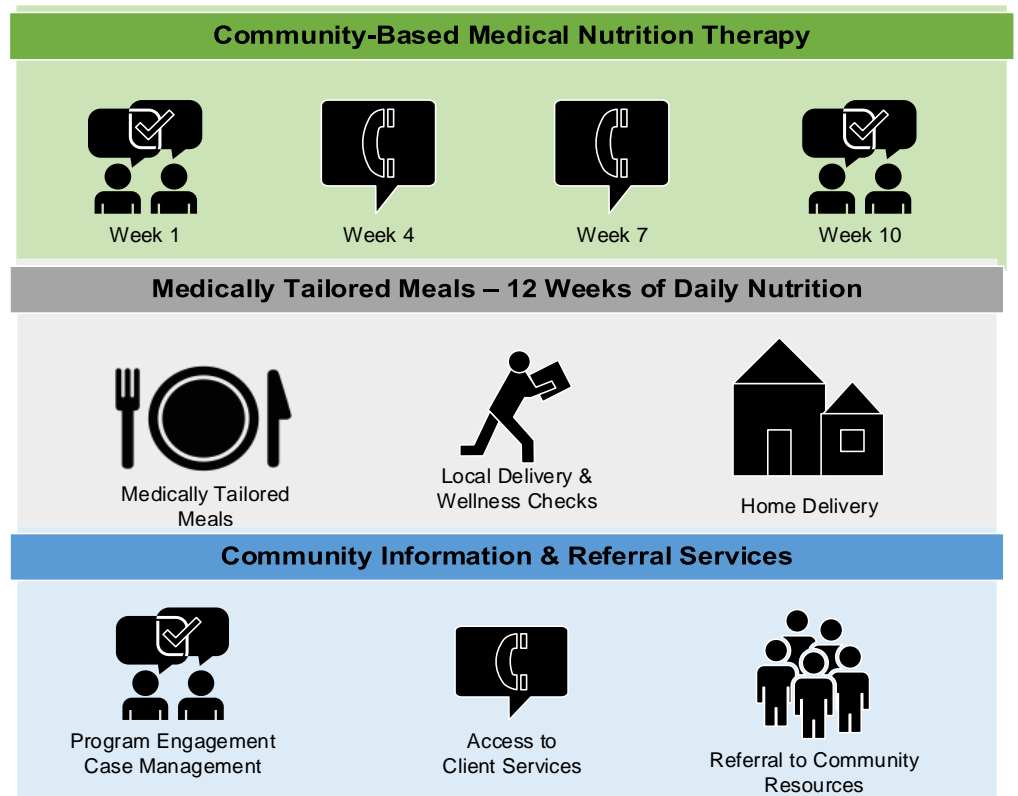 Community-Based Medical Nutrition Therapy
Week 1
Week 4
Week 7
Week 10
Medically Tailored Meals – 12 Weeks of Daily Nutrition
Medically Tailored
Meals
Local Delivery &
Wellness Checks
Home Delivery
Community Information & Referral Services
Program Engagement
Case Management
Access to
Client Services
Referral to Community
Resources